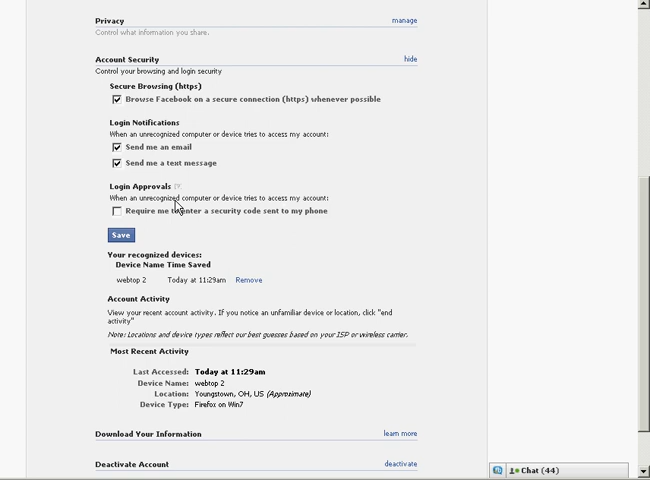 Privacy manage
Control what information you share.
Account Security hide
Control your browsing and login security
Secure Browsing (https)
Browse Facebook on a secure connection (https) whenever possible
Login Notifications
When an unrecognized computer or device tries to access my account:
Send me an email
Send me a text message
Login Approvals [?]
When an unrecognized computer or device tries to access my account:
Require me to enter a security code sent to my phone
Save
Your recognized devices:
Device Name Time Saved
webtop 2 Today at 11:29am Remove
Account Activity
View your recent account activity. If you notice an unfamiliar device or location, click "end
activity"
Note: Locations and device types reflect our best guesses based on your ISP or wireless carrier.
Most Recent Activity
Last Accessed: Today at 11:29am
Device Name: webtop 2
Location: Youngstown, OH, US (Approximate)
Device Type: Firefox on Win7
Download Your Information learn more
Deactivate Account deactivate
Chat (44)